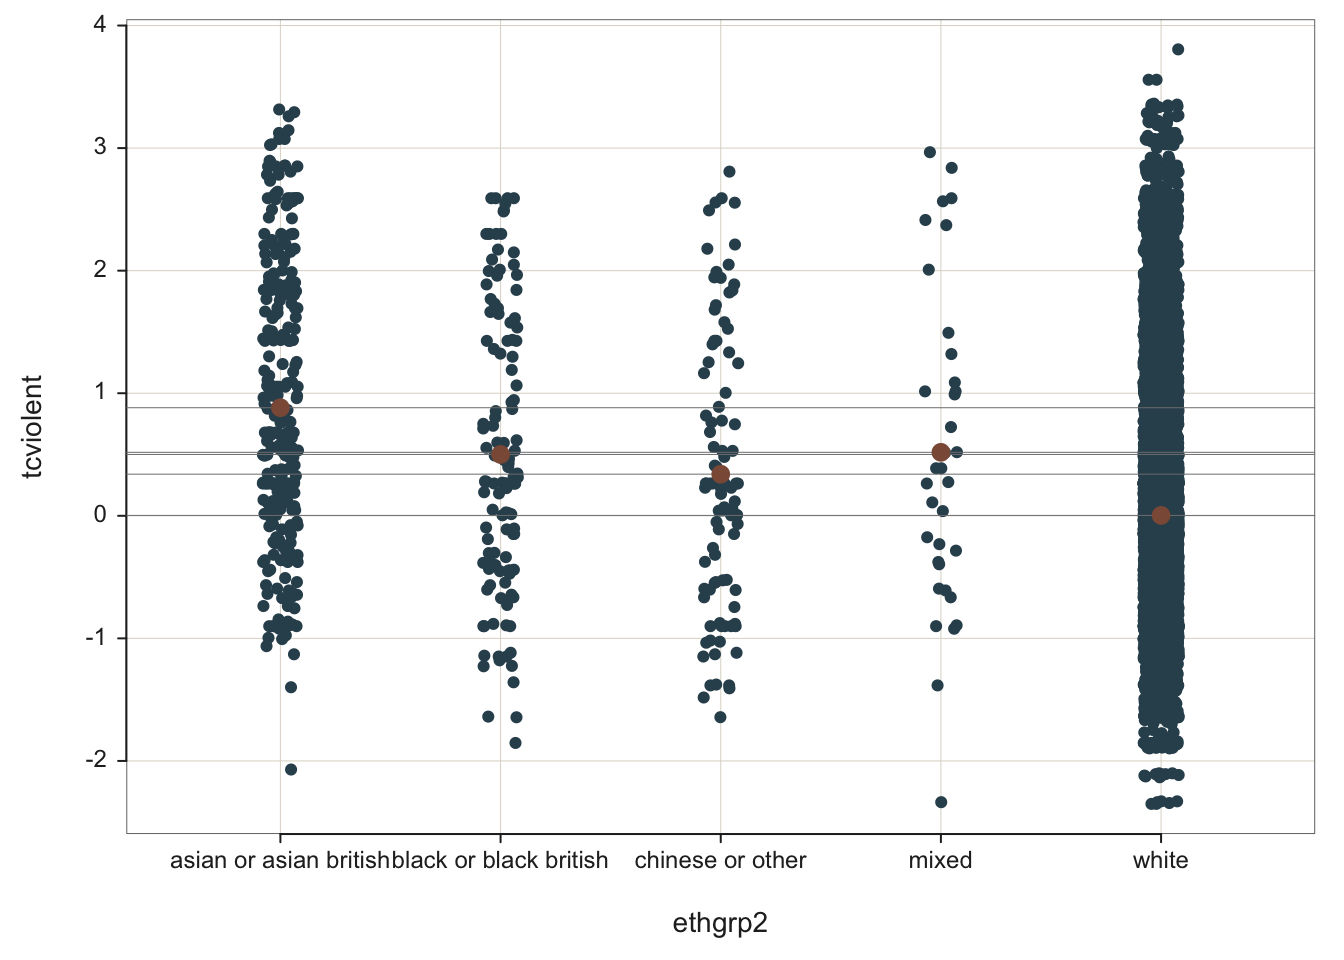 4
3
2
1
0
-1
-2
tcviolent
asian or asian british black or black british chinese or other mixed white
ethgrp2